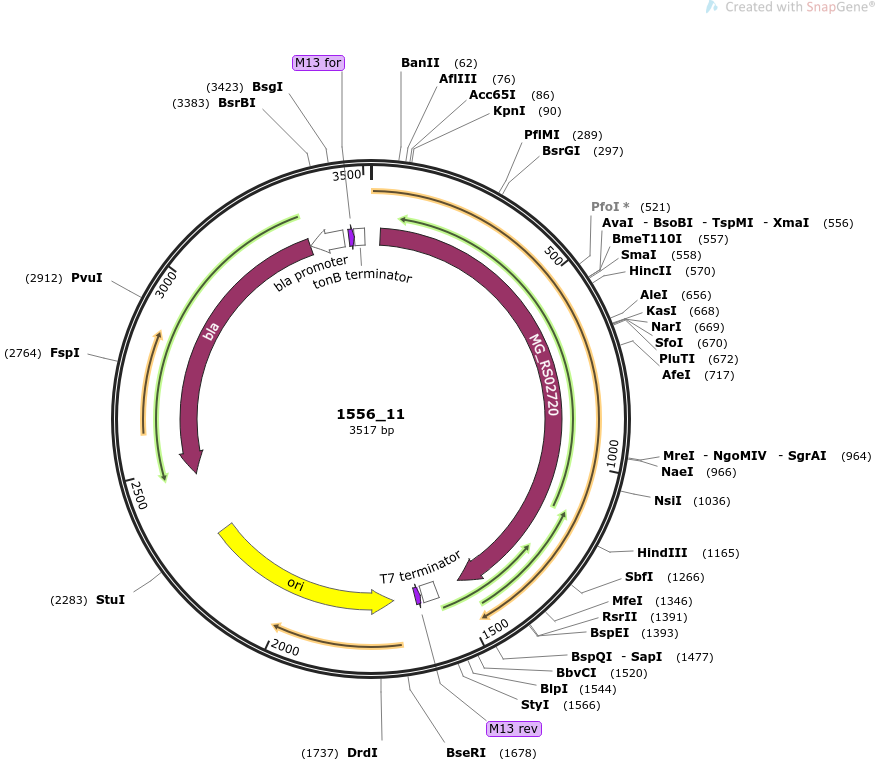 Created with SnapGene®
M13 for
(3423) BsgI
(3383) BsrBI
BanII (62)
AflIII (76)
Acc65I (86)
KpnI (90)
PflMI (289)
BsrGI (297)
PfoI * (521)
AvaI - BsoBI - TspMI - XmaI (556)
BmeT110I (557)
SmaI (558)
HincII (570)
AleI (656)
KasI (668)
NarI (669)
SfoI (670)
PluTI (672)
AfeI (717)
MreI - NgoMIV - SgrAI (964)
NaeI (966)
NsiI (1036)
HindIII (1165)
SbfI (1266)
MfeI (1346)
RsrII (1391)
BspEI (1393)
BspQI - SapI (1477)
BbvCI (1520)
BlpI (1544)
StyI (1566)
M13 rev
BseRI (1678)
(1737) DrdI
(2283) StuI
(2764) FspI
(2912) PvuI
3500
500
1000
1500
2000
2500
3000
bla promoter
tonB terminator
bla
MG_RS02720
T7 terminator
ori
1556_11
3517 bp